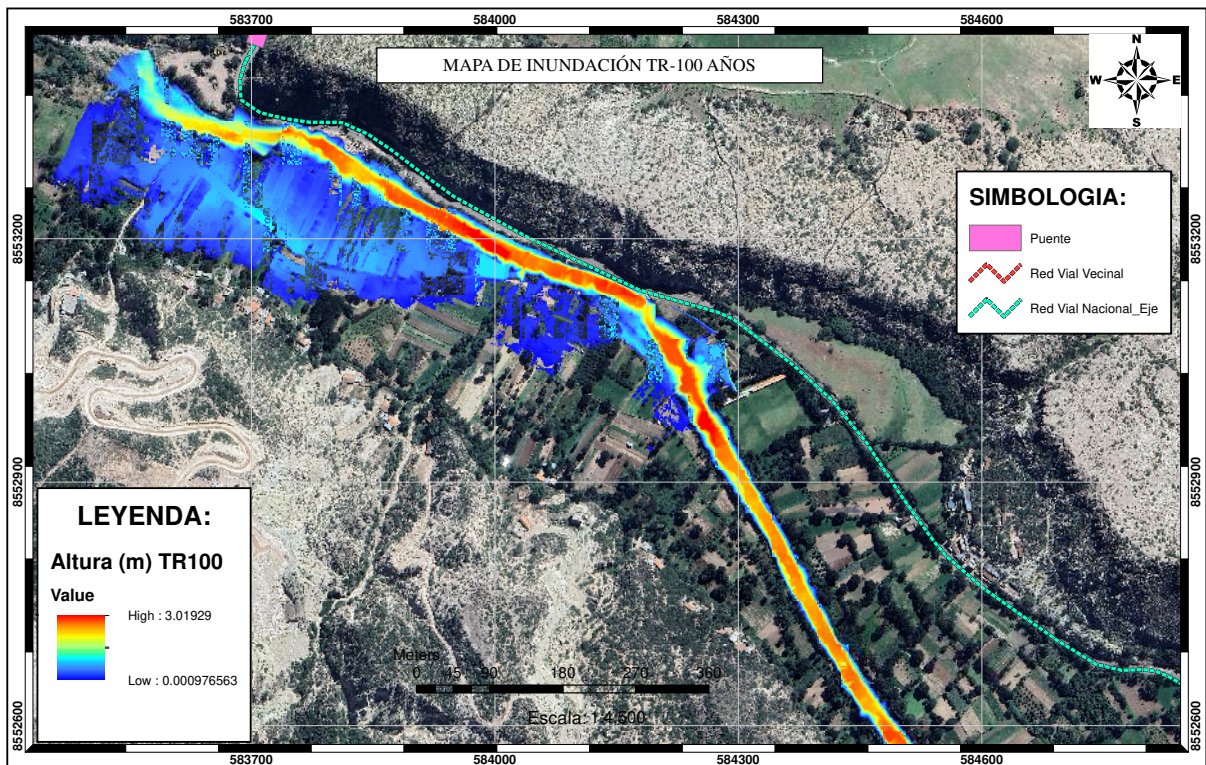 583700 584000 584300 584600
MAPA DE INUNDACIÓN TR-100 AÑOS
N
W E
S
SIMBOLOGIA:
Puente
Red Vial Vecinal
Red Vial Nacional_Eje
8553200
8553200
8552900
8552900
LEYENDA:
Altura (m) TR100
Value
High : 3.01929
Low : 0.000976563
Meters
0 45 90 180 270 360
Escala: 1:4,500
8552600
8552600
583700 584000 584300 584600